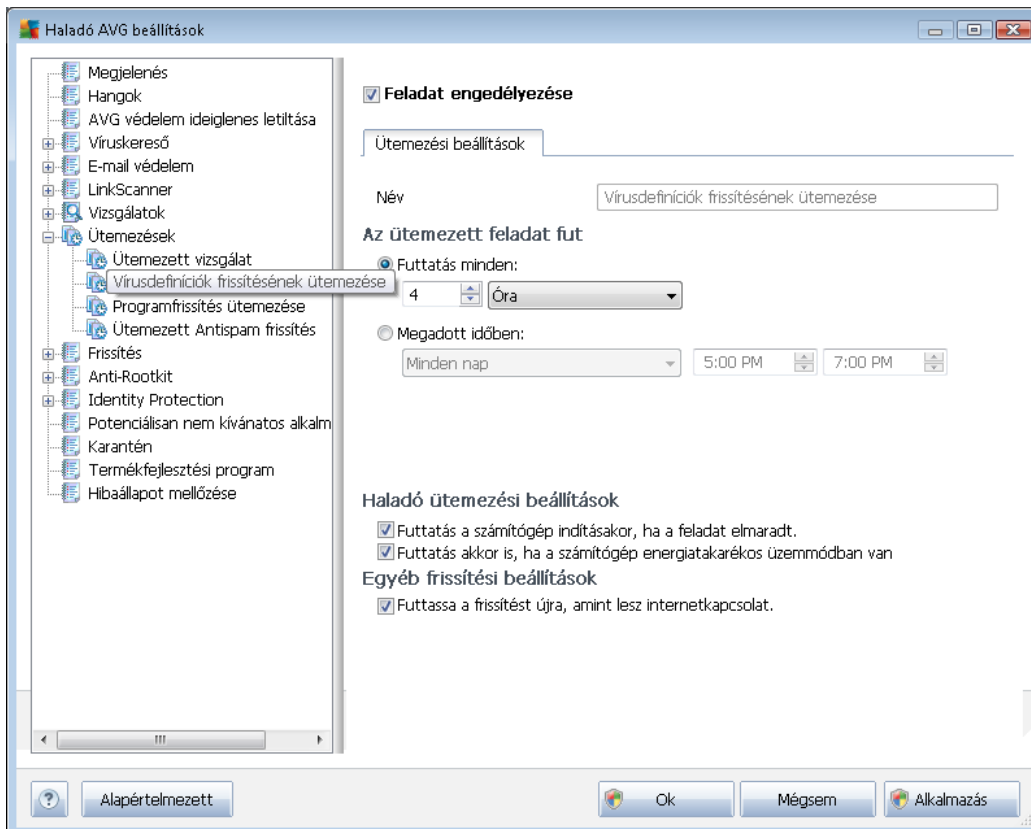 Haladó AVG beállítások
Megjelenés
Hangok
AVG védelem ideiglenes letiltása
Víruskereső
E-mail védelem
LinkScanner
Vizsgálatok
Ütemezések
Ütemezett vizsgálat
Vírusdefiníciók frissítésének ütemezése
Programfrissítés ütemezése
Ütemezett Antispam frissítés
Frissítés
Anti-Rootkit
Identity Protection
Potenciálisan nem kívánatos alkalm
Karantén
Termékfejlesztési program
Hibaállapot mellőzése
Feladat engedélyezése
Ütemezési beállítások
Név Vírusdefiníciók frissítésének ütemezése
Az ütemezett feladat fut
Futtatás minden:
4 Óra
Megadott időben:
Minden nap 5:00 PM 7:00 PM
Haladó ütemezési beállítások
Futtatás a számítógép indításakor, ha a feladat elmaradt.
Futtatás akkor is, ha a számítógép energiatakarékos üzemmódban van
Egyéb frissítési beállítások
Futtassa a frissítést újra, amint lesz internetkapcsolat.
? Alapértelmezett Ok Mégsem Alkalmazás